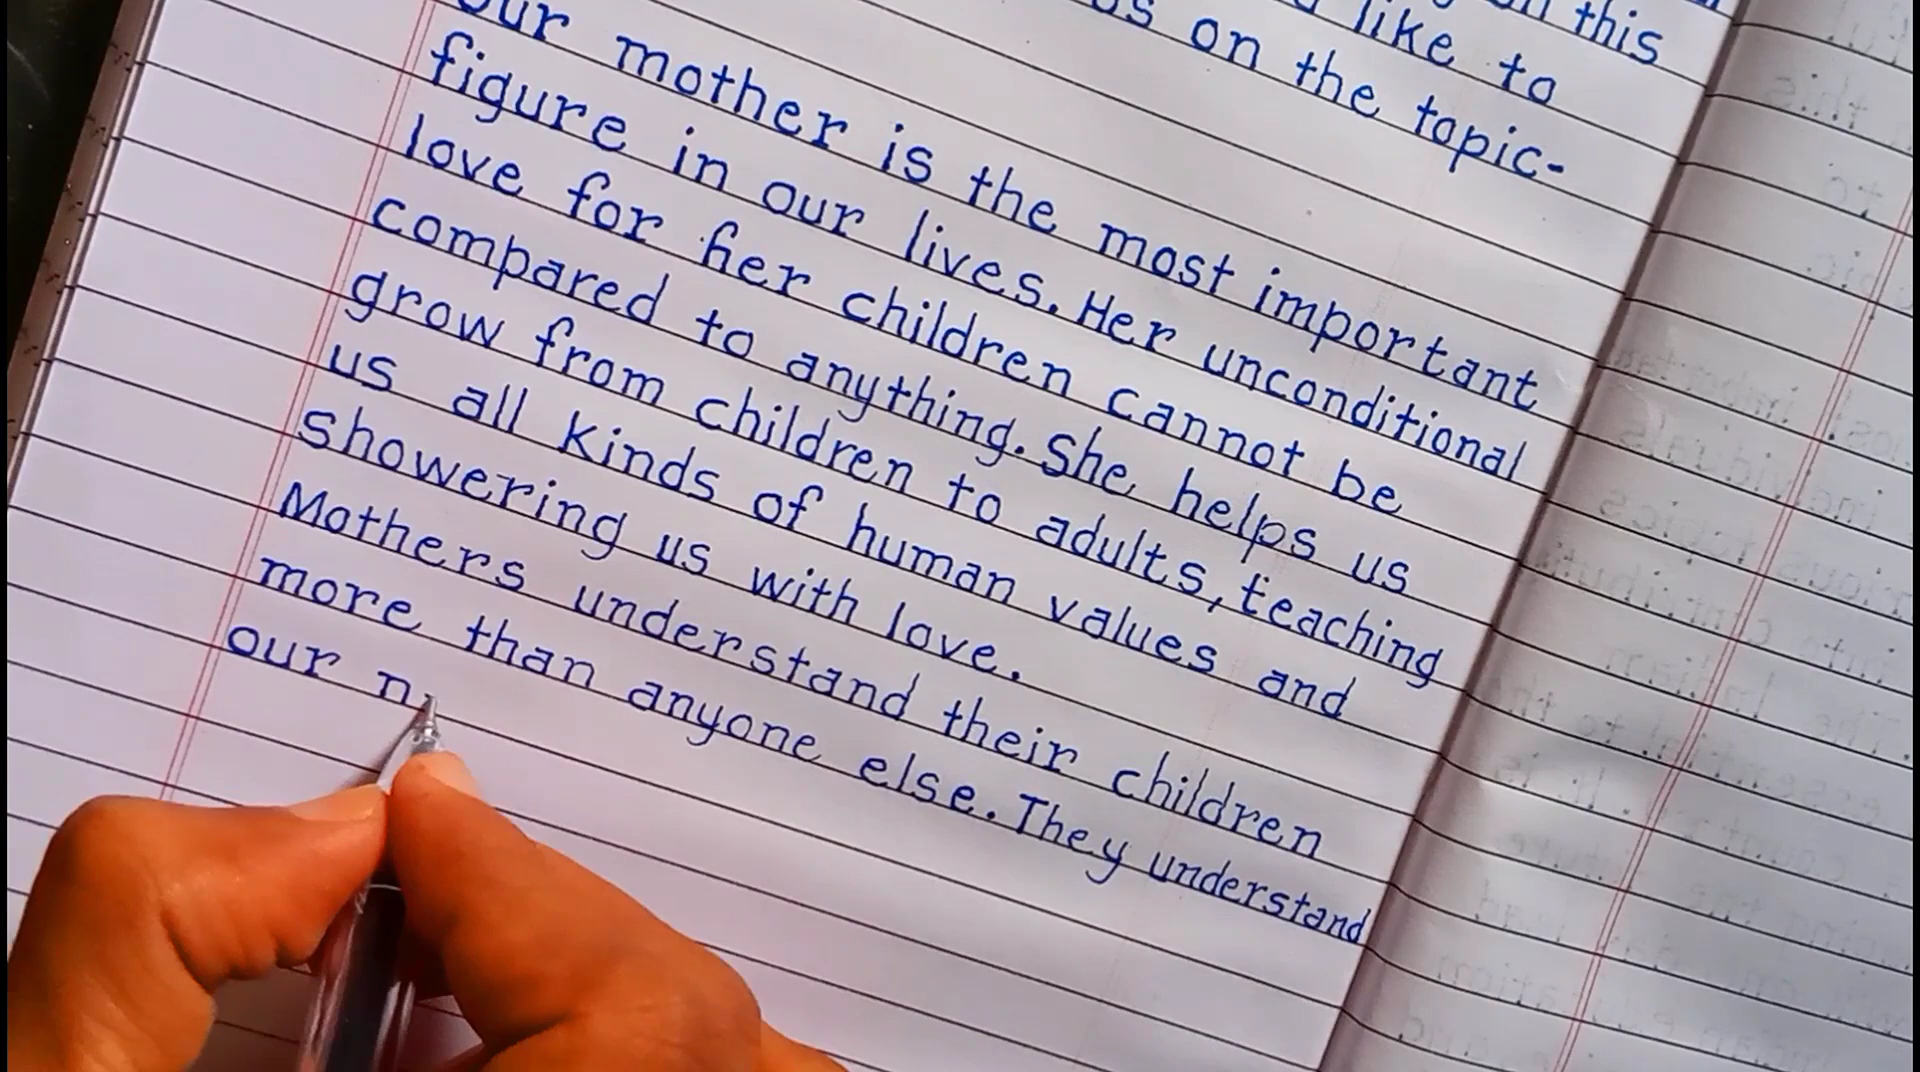 this
like to
on the topic-
our mother is the most important
figure in our lives. Her unconditional
love for her children cannot be
compared to anything. She helps us
grow from children to adults, teaching
us all kinds of human values and
showering us with love.
Mothers understand their children
more than anyone else. They understand
our n